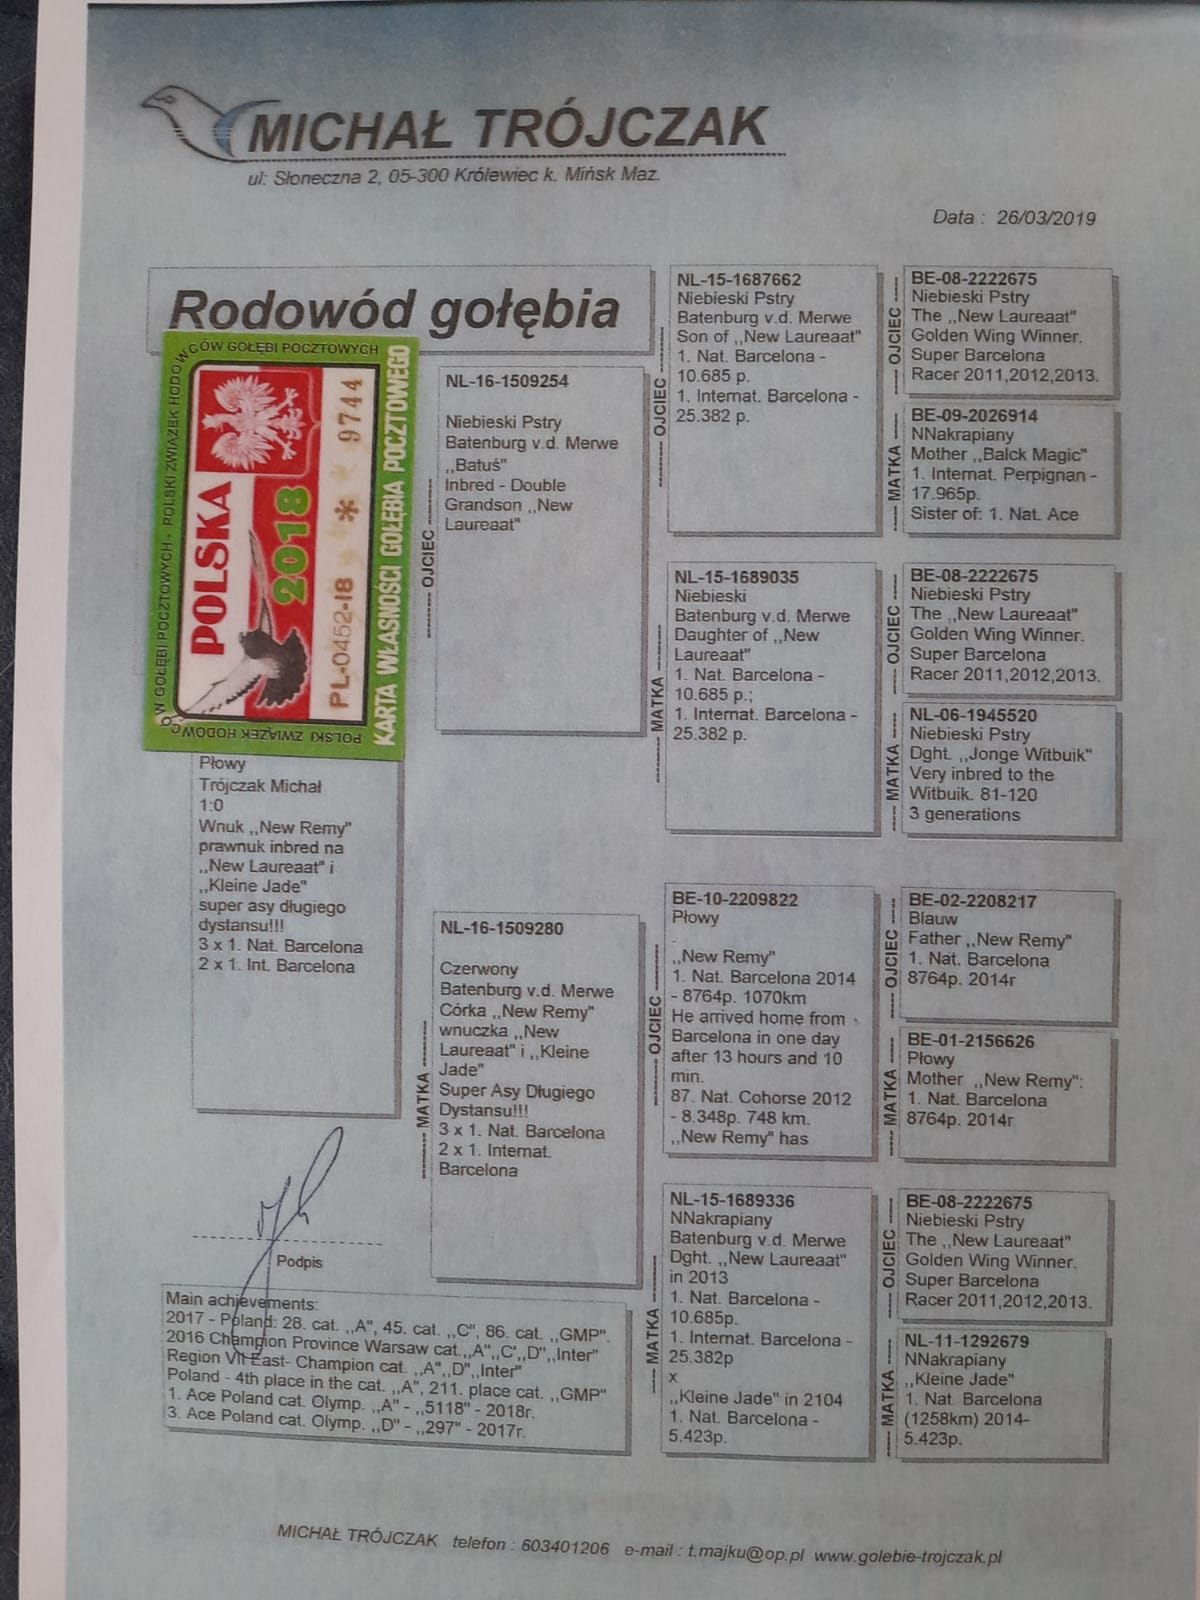 MICHAŁ TRÓJCZAK
ul: Słoneczna 2, 05-300 Królewiec k. Mińsk Maz.
Data : 26/03/2019
Rodowód gołębia
POLSKI ZWIĄZEK HODOWCÓW GOŁĘBI POCZTOWYCH
POLSKA
2018
PL-0452-18 * 9744
KARTA WŁASNOŚCI GOŁĘBIA POCZTOWEGO
POLSKI ZWIĄZEK HODOWCÓW GOŁĘBI POCZTOWYCH -
Płowy
Trójczak Michał
1:0
Wnuk ,,New Remy"
prawnuk inbred na
,,New Laureaat" i
,,Kleine Jade"
super asy długiego
dystansu!!!
3 x 1. Nat. Barcelona
2 x 1. Int. Barcelona
Podpis
OJCIEC
NL-16-1509254
Niebieski Pstry
Batenburg v.d. Merwe
,,Batuś"
Inbred - Double
Grandson ,,New
Laureaat"
MATKA
NL-16-1509280
Czerwony
Batenburg v.d. Merwe
Córka ,,New Remy"
wnuczka ,,New
Laureaat" i ,,Kleine
Jade"
Super Asy Długiego
Dystansu!!!
3 x 1. Nat. Barcelona
2 x 1. Internat.
Barcelona
OJCIEC
NL-15-1687662
Niebieski Pstry
Batenburg v.d. Merwe
Son of ,,New Laureaat"
1. Nat. Barcelona -
10.685 p.
1. Internat. Barcelona -
25.382 p.
MATKA
NL-15-1689035
Niebieski
Batenburg v.d. Merwe
Daughter of ,,New
Laureaat"
1. Nat. Barcelona -
10.685 p.;
1. Internat. Barcelona -
25.382 p.
OJCIEC
BE-10-2209822
Płowy
.
,,New Remy"
1. Nat. Barcelona 2014
- 8764p. 1070km
He arrived home from
Barcelona in one day
after 13 hours and 10
min.
87. Nat. Cohorse 2012
- 8.348p. 748 km.
,,New Remy" has
MATKA
NL-15-1689336
NNakrapiany
Batenburg v.d. Merwe
Dght. ,,New Laureaat"
in 2013
1. Nat. Barcelona -
10.685p.
1. Internat. Barcelona -
25.382p
x
,,Kleine Jade" in 2104
1. Nat. Barcelona -
5.423p.
OJCIEC
BE-08-2222675
Niebieski Pstry
The ,,New Laureaat"
Golden Wing Winner.
Super Barcelona
Racer 2011,2012,2013.
MATKA
BE-09-2026914
NNakrapiany
Mother ,,Balck Magic"
1. Internat. Perpignan -
17.965p.
Sister of: 1. Nat. Ace
OJCIEC
BE-08-2222675
Niebieski Pstry
The ,,New Laureaat"
Golden Wing Winner.
Super Barcelona
Racer 2011,2012,2013.
MATKA
NL-06-1945520
Niebieski Pstry
Dght. ,,Jonge Witbuik"
Very inbred to the
Witbuik. 81-120
3 generations
OJCIEC
BE-02-2208217
Blauw
Father ,,New Remy"
1. Nat. Barcelona
8764p. 2014r
MATKA
BE-01-2156626
Płowy
Mother ,,New Remy":
1. Nat. Barcelona
8764p. 2014r
OJCIEC
BE-08-2222675
Niebieski Pstry
The ,,New Laureaat"
Golden Wing Winner.
Super Barcelona
Racer 2011,2012,2013.
MATKA
NL-11-1292679
NNakrapiany
,,Kleine Jade"
1. Nat. Barcelona
(1258km) 2014-
5.423p.
Main achievements:
2017 - Poland: 28. cat. ,,A", 45. cat. ,,C", 86. cat. ,,GMP".
2016 Champion Province Warsaw cat.,,A",,C',,D",,Inter"
Region VII East- Champion cat. ,,A",,D",,Inter"
Poland - 4th place in the cat. ,,A", 211. place cat. ,,GMP"
1. Ace Poland cat. Olymp. ,,A" - ,,5118" - 2018r.
3. Ace Poland cat. Olymp. ,,D" - ,,297" - 2017r.
MICHAŁ TRÓJCZAK telefon : 603401206 e-mail : t.majku@op.pl www.golebie-trojczak.pl